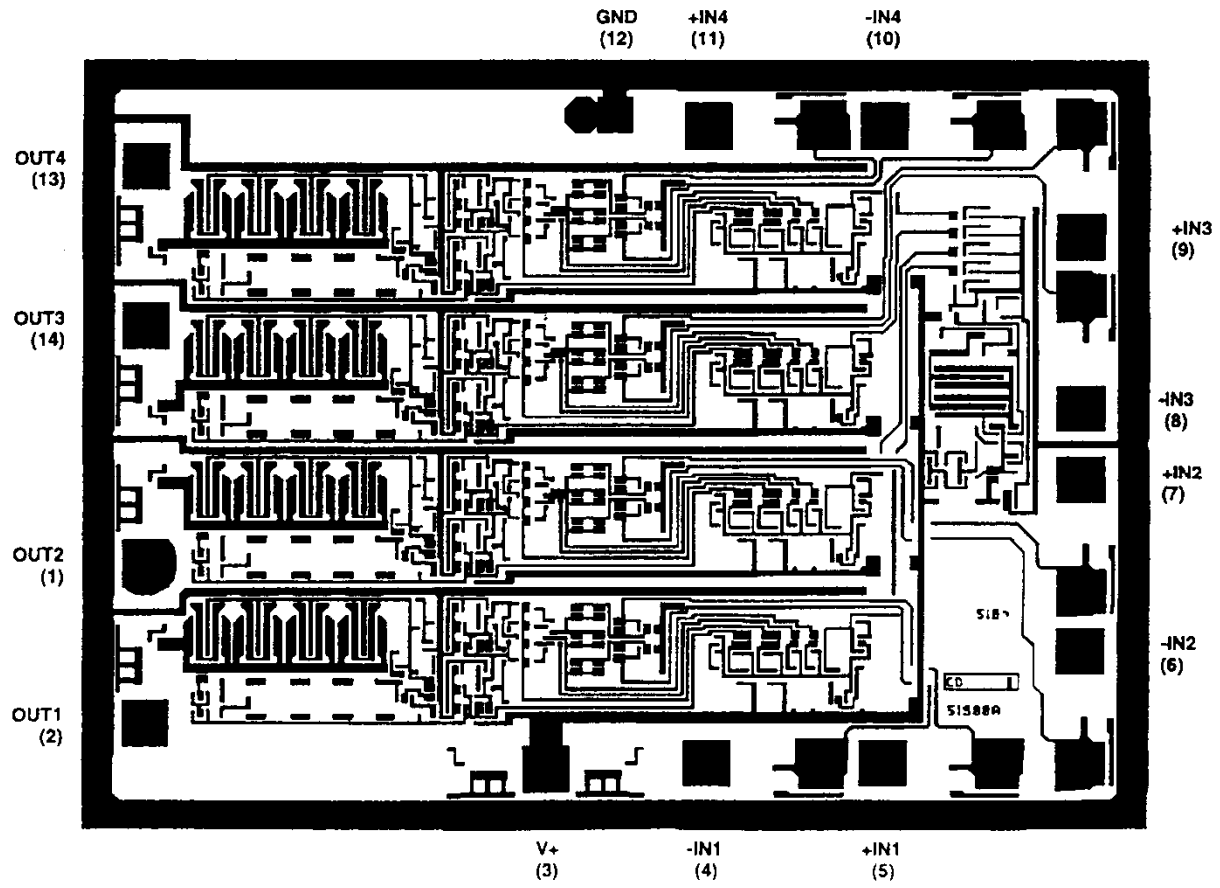 GND
(12)
+IN4
(11)
-IN4
(10)
OUT4
(13)
+IN3
(9)
OUT3
(14)
-IN3
(8)
+IN2
(7)
OUT2
(1)
-IN2
(6)
CD
51588A
OUT1
(2)
V+
(3)
-IN1
(4)
+IN1
(5)